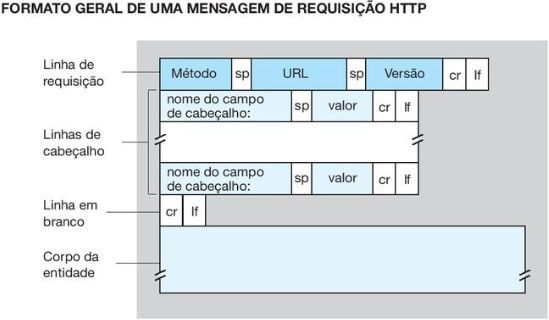 FORMATO GERAL DE UMA MENSAGEM DE REQUISIÇÃO HTTP
Linha de
requisição
Método sp URL sp Versão cr lf
Linhas de
cabeçalho
nome do campo
de cabeçalho: sp valor cr lf
nome do campo
de cabeçalho: sp valor cr lf
Linha em
branco
cr lf
Corpo da
entidade